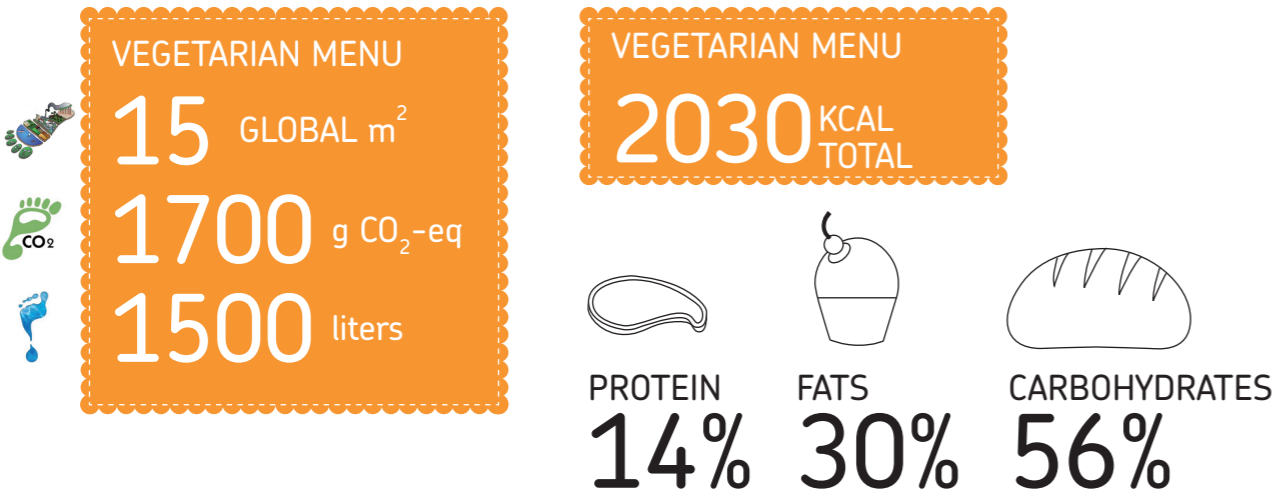 VEGETARIAN MENU
15 GLOBAL m²
CO₂
1700 g CO₂-eq
1500 liters
VEGETARIAN MENU
2030 KCAL
TOTAL
PROTEIN
14%
FATS
30%
CARBOHYDRATES
56%